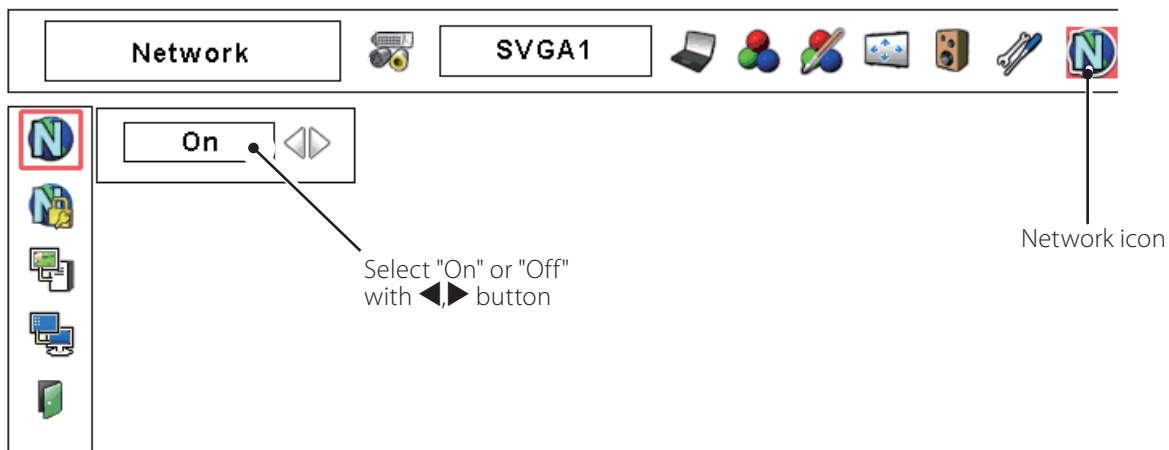 Network
SVGA1
On
Network icon
Select "On" or "Off"
with ◀,▶ button